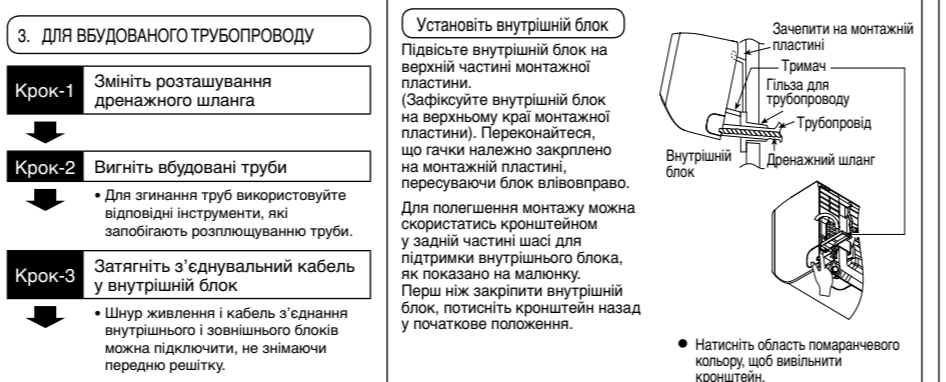 3. ДЛЯ ВБУДОВАНОГО ТРУБОПРОВОДУ
Крок-1
Змініть розташування
дренажного шланга
Крок-2
Вигніть вбудовані труби
• Для згинання труб використовуйте
відповідні інструменти, які
запобігають розплющуванню труби.
Крок-3
Затягніть з’єднувальний кабель
у внутрішній блок
• Шнур живлення і кабель з’єднання
внутрішнього і зовнішнього блоків
можна підключити, не знімаючи
передню решітку.
Установіть внутрішній блок
Підвісьте внутрішній блок на
верхній частині монтажної
пластини.
(Зафіксуйте внутрішній блок
на верхньому краї монтажної
пластини). Переконайтеся,
що гачки належно закрплено
на монтажній пластині,
пересуваючи блок влівовправо.
Для полегшення монтажу можна
скористатись кронштейном
у задній частині шасі для
підтримки внутрішнього блока,
як показано на малюнку.
Перш ніж закріпити внутрішній
блок, потисніть кронштейн назад
у початкове положення.
Зачепити на монтажній
пластині
Тримач
Гільза для
трубопроводу
Трубопровід
Внутрішній
блок
Дренажний шланг
● Натисніть область помаранчевого
кольору, щоб вивільнити
кронштейн.